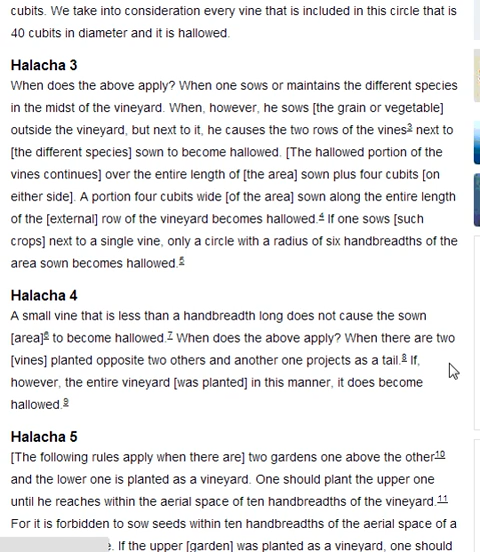 cubits. We take into consideration every vine that is included in this circle that is
40 cubits in diameter and it is hallowed.
Halacha 3
When does the above apply? When one sows or maintains the different species
in the midst of the vineyard. When, however, he sows [the grain or vegetable]
outside the vineyard, but next to it, he causes the two rows of the vines3 next to
[the different species] sown to become hallowed. [The hallowed portion of the
vines continues] over the entire length of [the area] sown plus four cubits [on
either side]. A portion four cubits wide [of the area] sown along the entire length
of the [external] row of the vineyard becomes hallowed.4 If one sows [such
crops] next to a single vine, only a circle with a radius of six handbreadths of the
area sown becomes hallowed.5
Halacha 4
A small vine that is less than a handbreadth long does not cause the sown
[area]6 to become hallowed.7 When does the above apply? When there are two
[vines] planted opposite two others and another one projects as a tail.8 If,
however, the entire vineyard [was planted] in this manner, it does become
hallowed.9
Halacha 5
[The following rules apply when there are] two gardens one above the other10
and the lower one is planted as a vineyard. One should plant the upper one
until he reaches within the aerial space of ten handbreadths of the vineyard.11
For it is forbidden to sow seeds within ten handbreadths of the aerial space of a
. If the upper [garden] was planted as a vineyard, one should